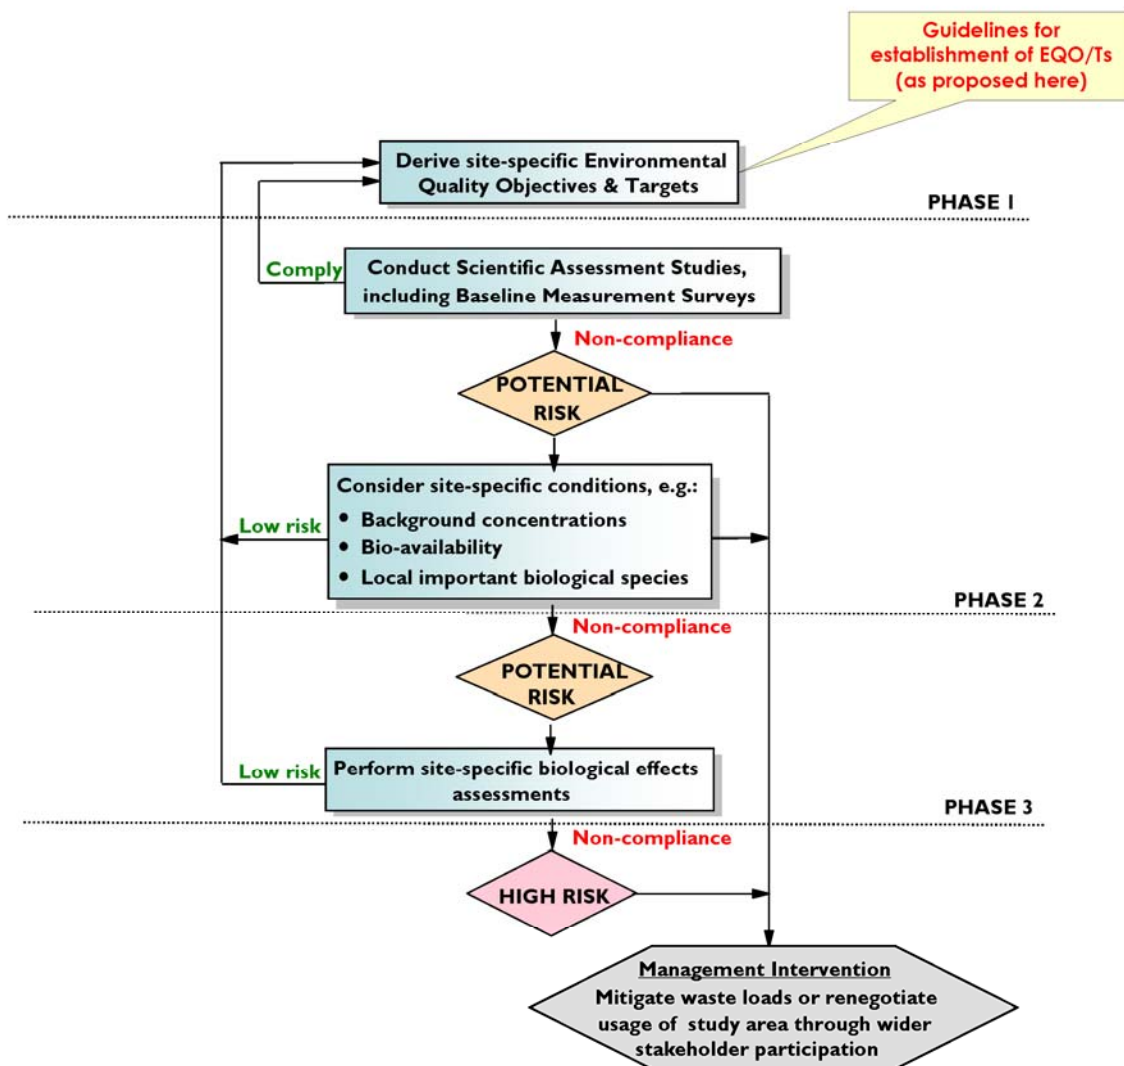 Guidelines for
establishment of EQO/Ts
(as proposed here)
Derive site-specific Environmental
Quality Objectives & Targets
PHASE 1
Comply
Conduct Scientific Assessment Studies,
including Baseline Measurement Surveys
Non-compliance
POTENTIAL
RISK
Consider site-specific conditions, e.g.:
Low risk
• Background concentrations
• Bio-availability
• Local important biological species
PHASE 2
Non-compliance
POTENTIAL
RISK
Low risk
Perform site-specific biological effects
assessments
PHASE 3
Non-compliance
HIGH RISK
Management Intervention
Mitigate waste loads or renegotiate
usage of study area through wider
stakeholder participation